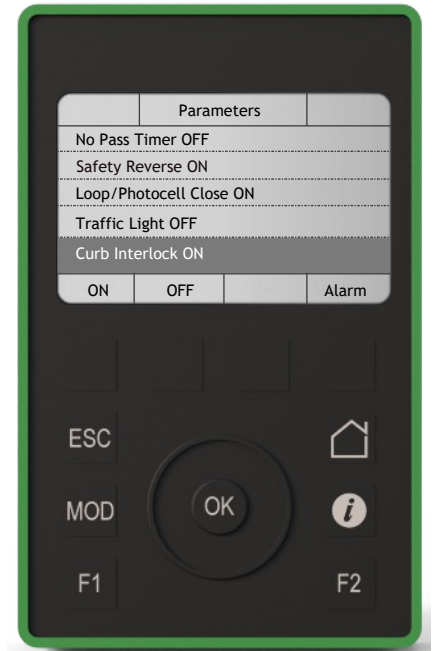 Parameters
No Pass Timer OFF
Safety Reverse ON
Loop/Photocell Close ON
Traffic Light OFF
Curb Interlock ON
ON OFF Alarm
ESC
MOD OK i
F1 F2